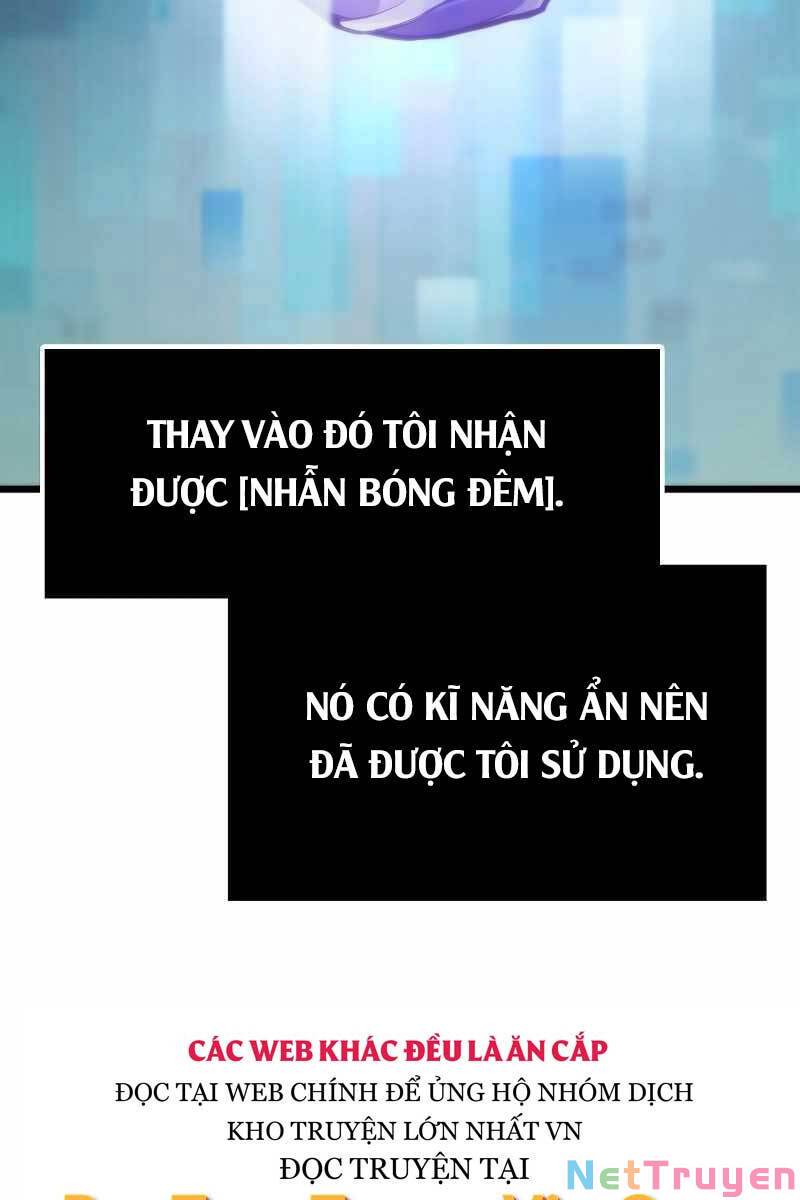 THAY VÀO ĐÓ TÔI NHẬN
ĐƯỢC [NHẪN BÓNG ĐÊM].
NÓ CÓ KĨ NĂNG ẨN NÊN
ĐÃ ĐƯỢC TÔI SỬ DỤNG.
CÁC WEB KHÁC ĐỀU LÀ ĂN CẮP
ĐỌC TẠI WEB CHÍNH ĐỂ ỦNG HỘ NHÓM DỊCH
KHO TRUYỆN LỚN NHẤT VN
ĐỌC TRUYỆN TẠI
NetTruyen